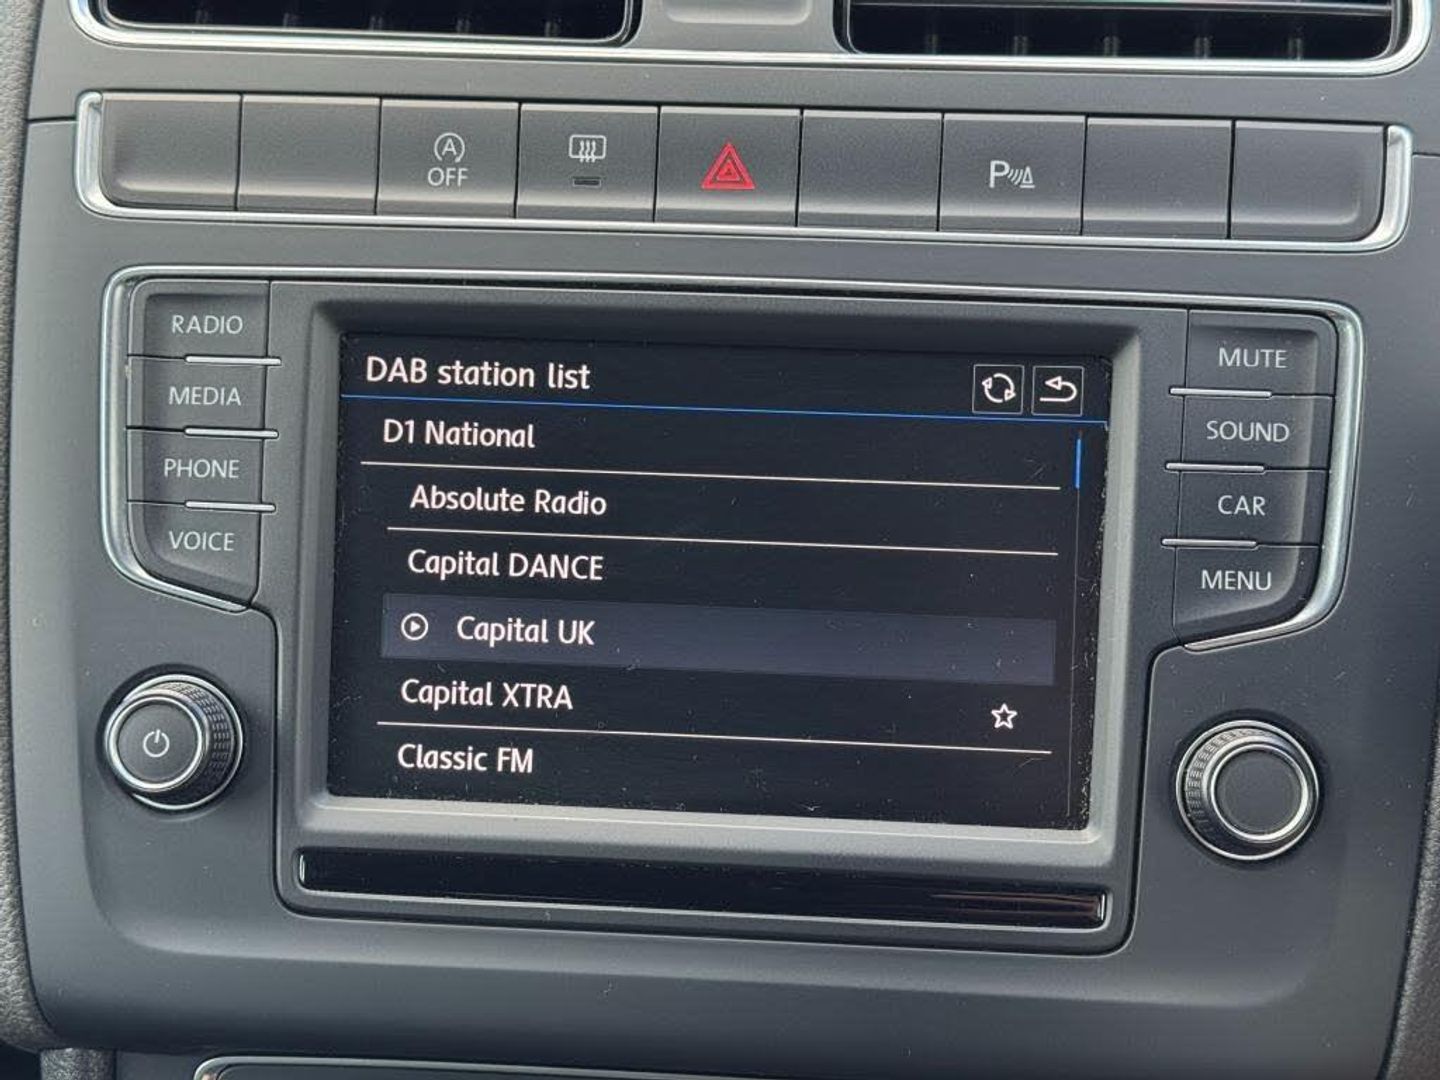 A
OFF
P
RADIO
MEDIA
PHONE
VOICE
DAB station list
D1 National
Absolute Radio
Capital DANCE
Capital UK
Capital XTRA
Classic FM
MUTE
SOUND
CAR
MENU